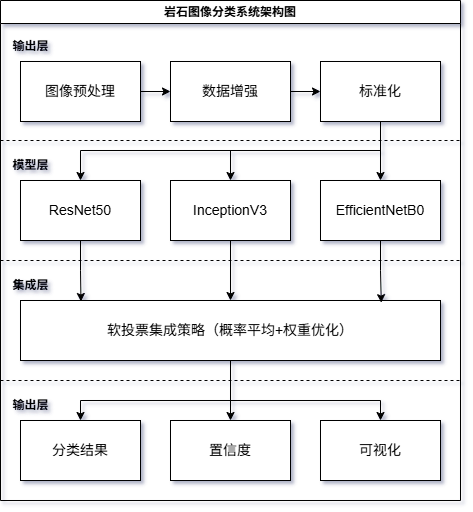 岩石图像分类系统架构图
输出层
图像预处理
数据增强
标准化
模型层
ResNet50
InceptionV3
EfficientNetB0
集成层
软投票集成策略（概率平均+权重优化）
输出层
分类结果
置信度
可视化